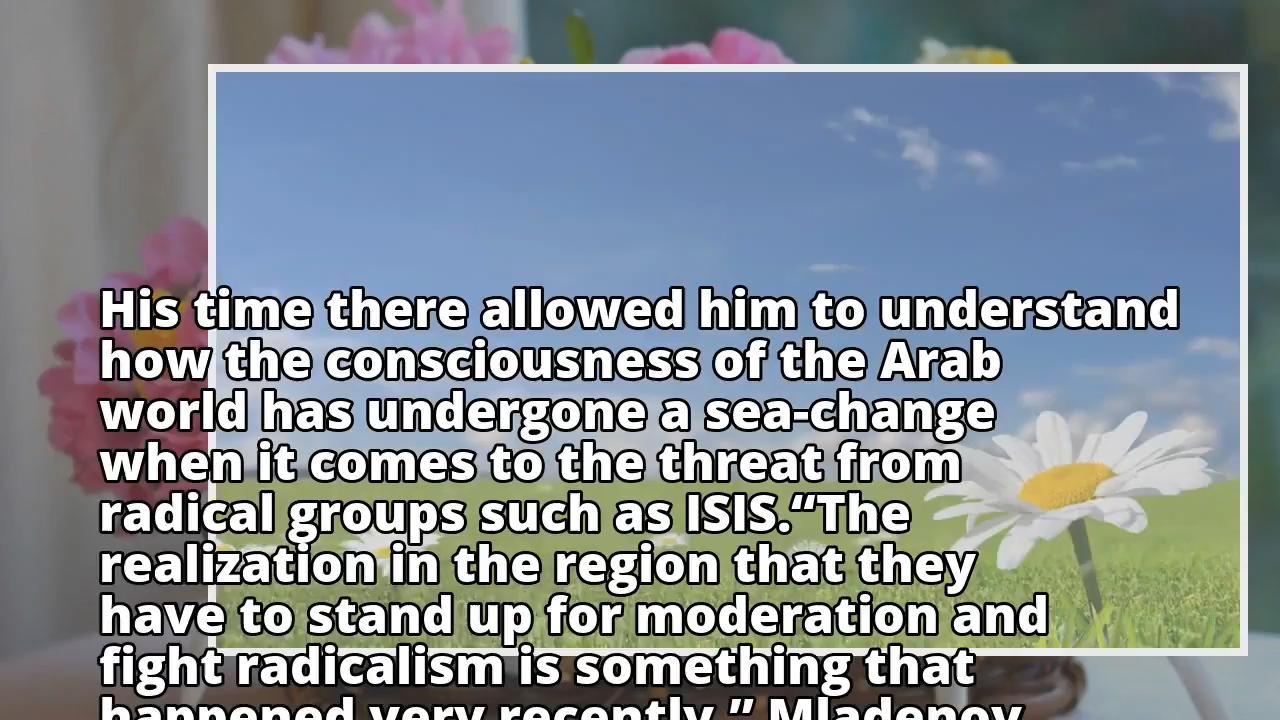 His time there allowed him to understand
how the consciousness of the Arab
world has undergone a sea-change
when it comes to the threat from
radical groups such as ISIS.“The
realization in the region that they
have to stand up for moderation and
fight radicalism is something that
happened very recently,” Mladenov